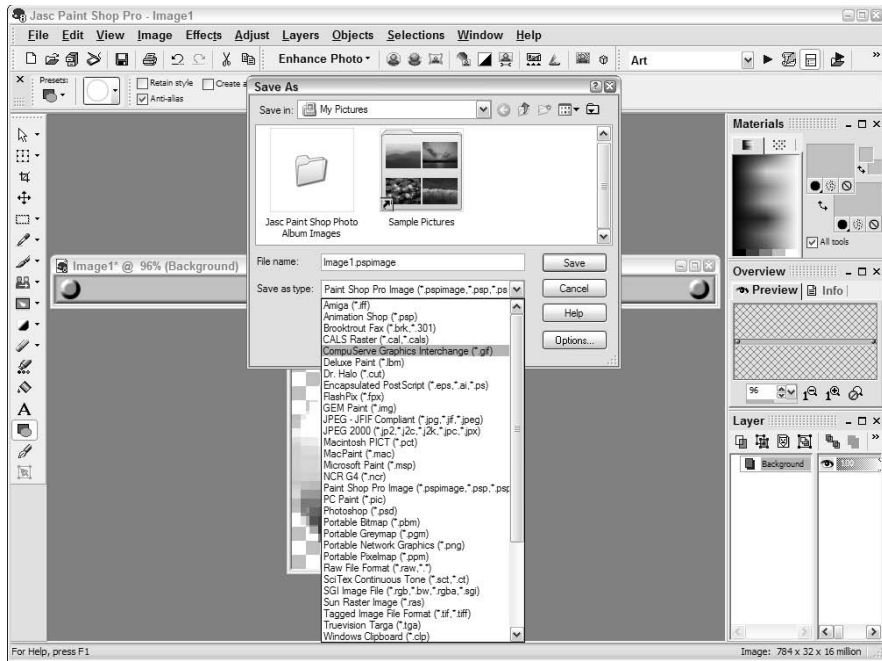 Jasc Paint Shop Pro - Image1
File Edit View Image Effects Adjust Layers Objects Selections Window Help
Enhance Photo
Art
Presets:
Retain style
Create a
Anti-alias
Save As
Save in: My Pictures
Jasc Paint Shop Photo
Album Images
Sample Pictures
File name: Image1.pspimage
Save
Save as type: Paint Shop Pro Image (*.pspimage,*.psp,*.ps
Cancel
Help
Options...
Amiga (*.iff)
Animation Shop (*.psp)
Brooktrout Fax (*.brk,*.301)
CALS Raster (*.cal,*.cals)
CompuServe Graphics Interchange (*.gif)
Deluxe Paint (*.lbm)
Dr. Halo (*.cut)
Encapsulated PostScript (*.eps,*.ai,*.ps)
FlashPix (*.fpx)
GEM Paint (*.img)
JPEG - JFIF Compliant (*.jpg,*.jif,*.jpeg)
JPEG 2000 (*.jp2,*.j2c,*.j2k,*.jpc,*.jpx)
Macintosh PICT (*.pct)
MacPaint (*.mac)
Microsoft Paint (*.msp)
NCR G4 (*.ncr)
Paint Shop Pro Image (*.pspimage,*.psp,*.psp
PC Paint (*.pic)
Photoshop (*.psd)
Portable Bitmap (*.pbm)
Portable Greymap (*.pgm)
Portable Network Graphics (*.png)
Portable Pixelmap (*.ppm)
Raw File Format (*.raw,*.*)
SciTex Continuous Tone (*.sct,*.ct)
SGI Image File (*.rgb,*.bw,*.rgba,*.sgi)
Sun Raster Image (*.ras)
Tagged Image File Format (*.tif,*.tiff)
Truevision Targa (*.tga)
Windows Clipboard (*.clp)
Image1* @ 96% (Background)
Materials
All tools
Overview
Preview
Info
96
Layer
Background
100
For Help, press F1
Image: 784 x 32 x 16 million